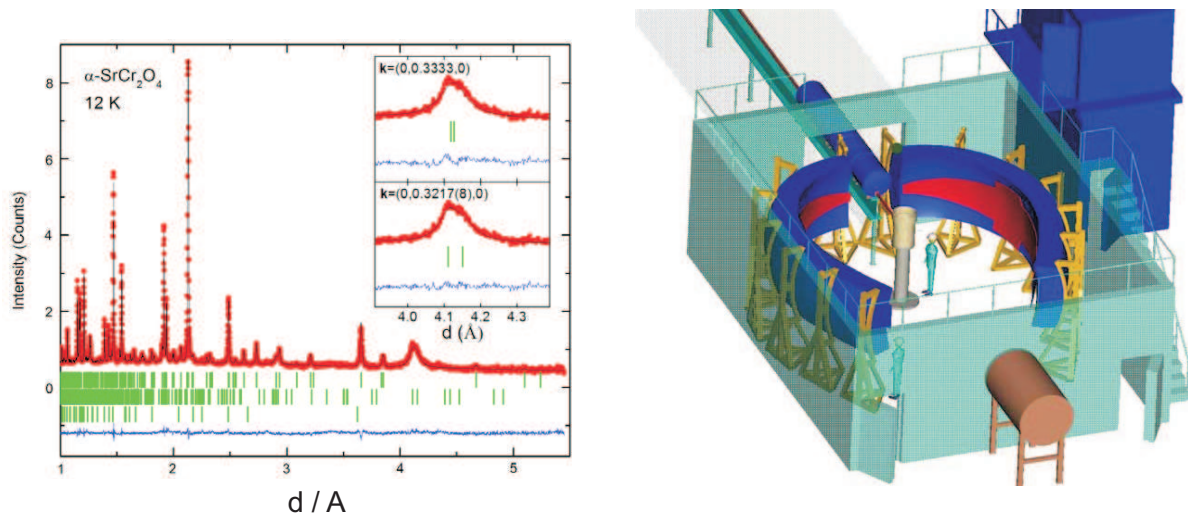 α-SrCr₂O₄
12 K
k=(0,0.3333,0)
k=(0,0.3217(8),0)
4.0 4.1 4.2 4.3
d (Å)
Intensity (Counts)
8
6
4
2
0
1 2 3 4 5
d / A